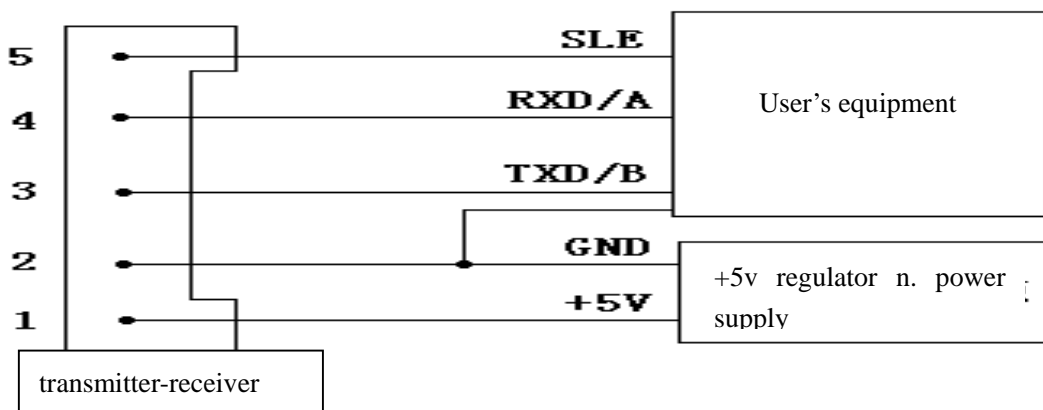 5 SLE
4 RXD/A
User’s equipment
3 TXD/B
2 GND
+5v regulator n. power
supply
1 +5V
transmitter-receiver